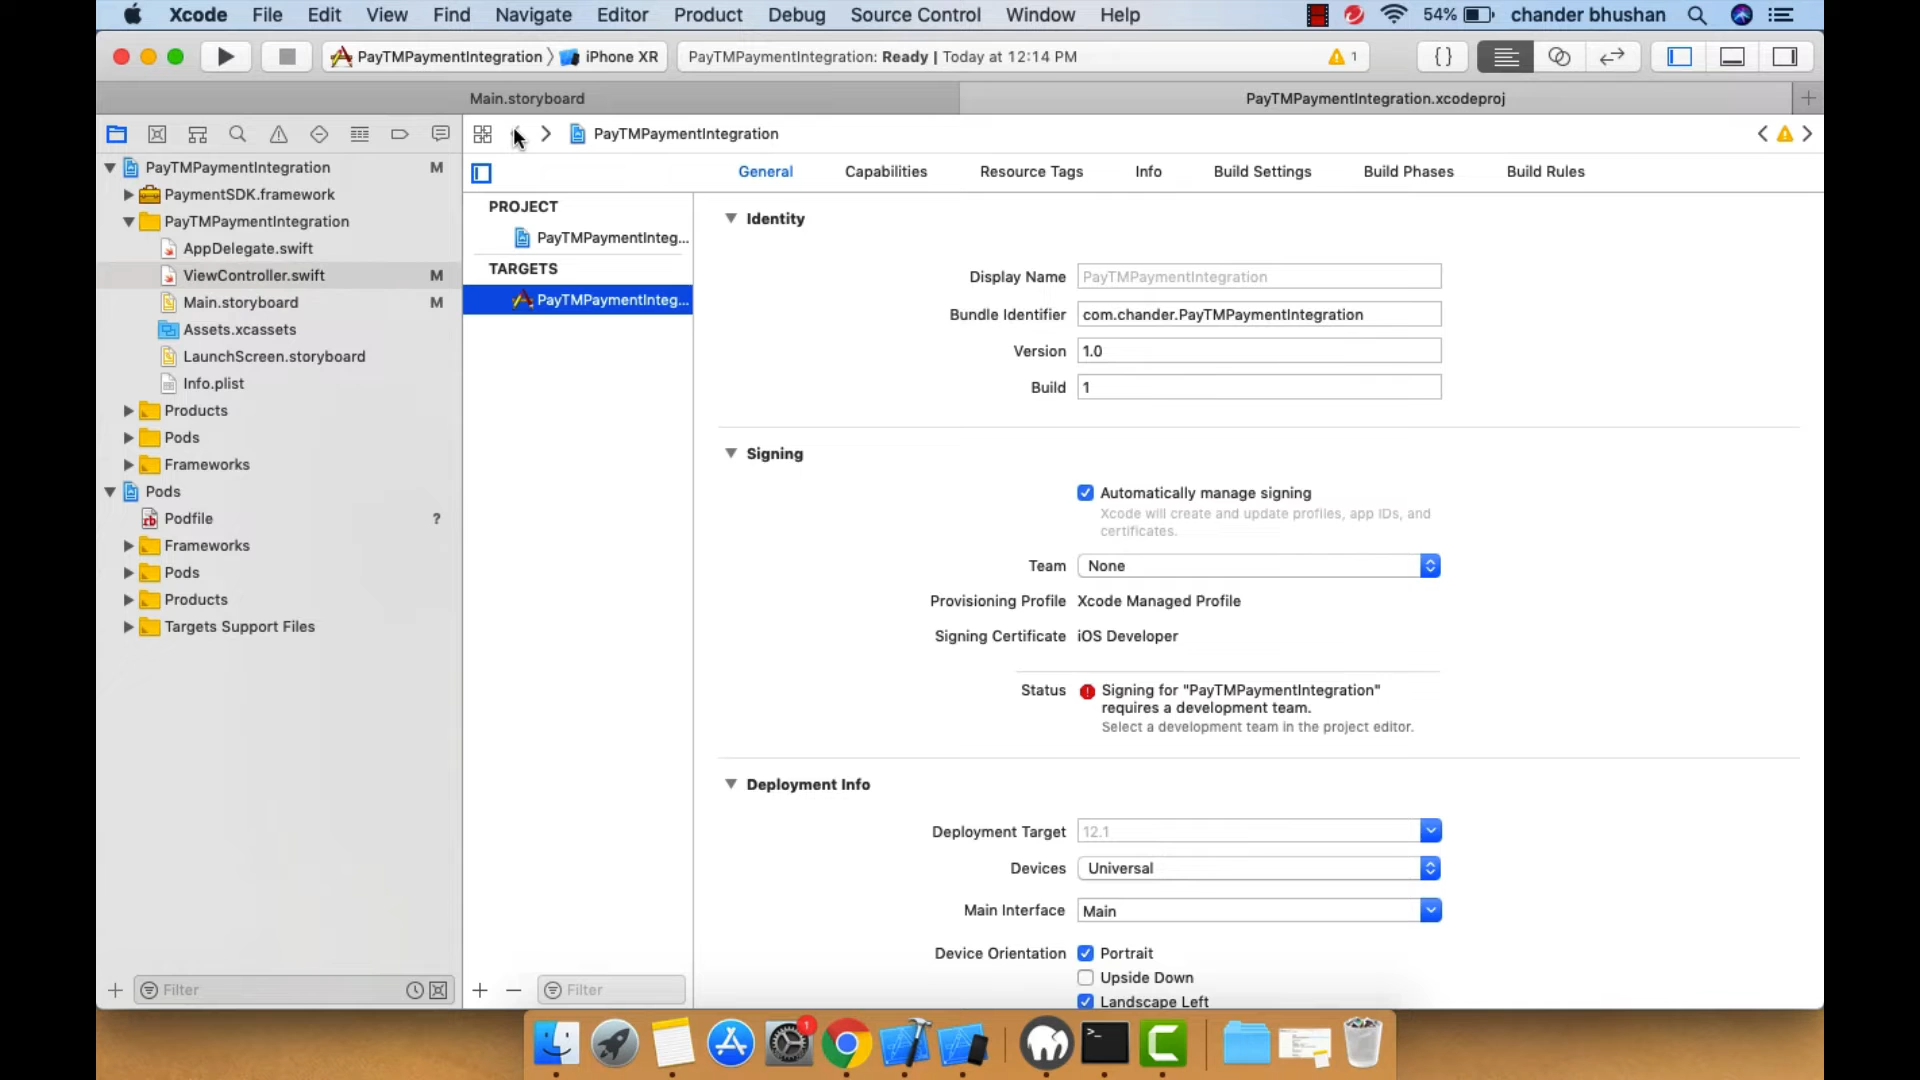 Xcode File Edit View Find Navigate Editor Product Debug Source Control Window Help 54% chander bhushan
PayTMPaymentIntegration iPhone XR PayTMPaymentIntegration: Ready | Today at 12:14 PM 1 {}
Main.storyboard PayTMPaymentIntegration.xcodeproj
PayTMPaymentIntegration
General Capabilities Resource Tags Info Build Settings Build Phases Build Rules
PayTMPaymentIntegration M
PaymentSDK.framework
PayTMPaymentIntegration
AppDelegate.swift
ViewController.swift M
Main.storyboard M
Assets.xcassets
LaunchScreen.storyboard
Info.plist
Products
Pods
Frameworks
Pods
Podfile ?
Frameworks
Pods
Products
Targets Support Files
Filter
PROJECT
PayTMPaymentInteg...
TARGETS
PayTMPaymentInteg...
Filter
Identity
Display Name PayTMPaymentIntegration
Bundle Identifier com.chander.PayTMPaymentIntegration
Version 1.0
Build 1
Signing
Automatically manage signing
Xcode will create and update profiles, app IDs, and
certificates.
Team None
Provisioning Profile Xcode Managed Profile
Signing Certificate iOS Developer
Status Signing for "PayTMPaymentIntegration"
requires a development team.
Select a development team in the project editor.
Deployment Info
Deployment Target 12.1
Devices Universal
Main Interface Main
Device Orientation Portrait
Upside Down
Landscape Left
1